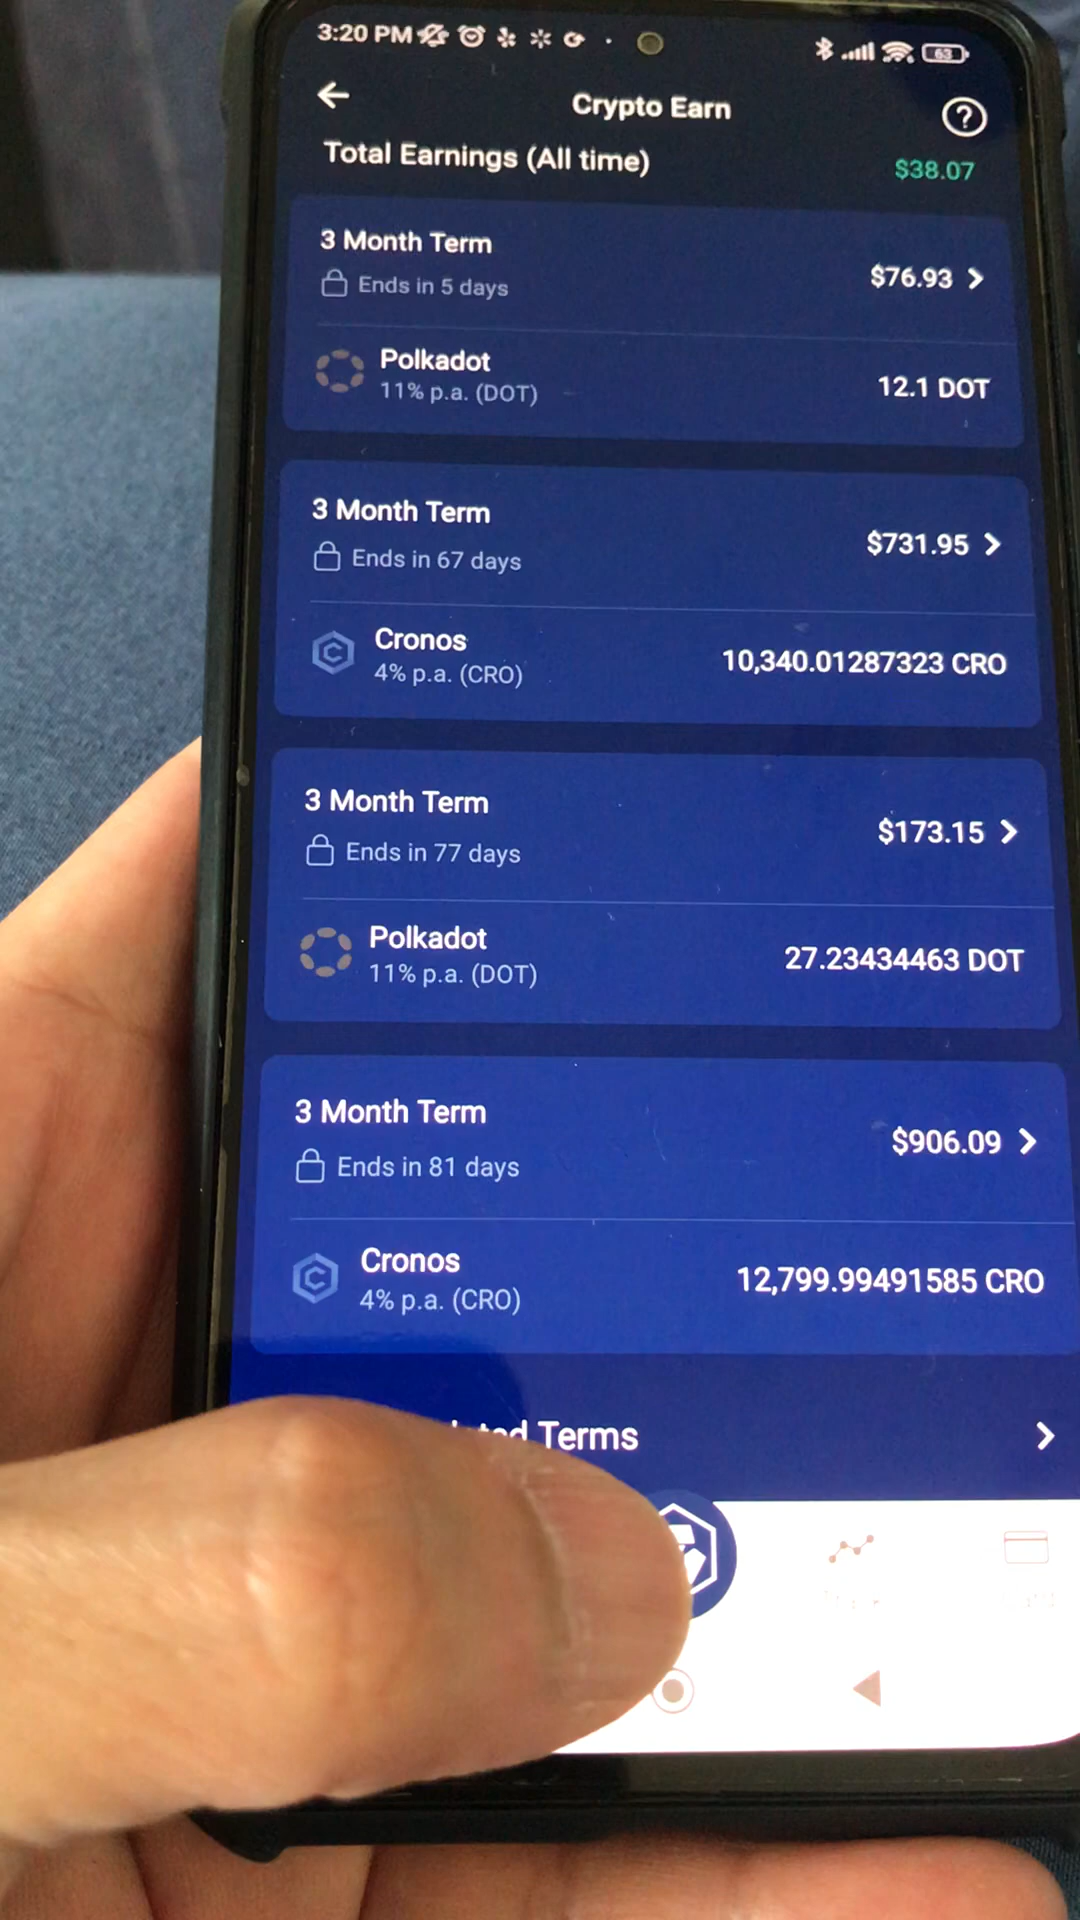 3:20 PM
63
Crypto Earn
Total Earnings (All time)
$38.07
3 Month Term
Ends in 5 days
$76.93
Polkadot
11% p.a. (DOT)
12.1 DOT
3 Month Term
Ends in 67 days
$731.95
Cronos
4% p.a. (CRO)
10,340.01287323 CRO
3 Month Term
Ends in 77 days
$173.15
Polkadot
11% p.a. (DOT)
27.23434463 DOT
3 Month Term
Ends in 81 days
$906.09
Cronos
4% p.a. (CRO)
12,799.99491585 CRO
Terms